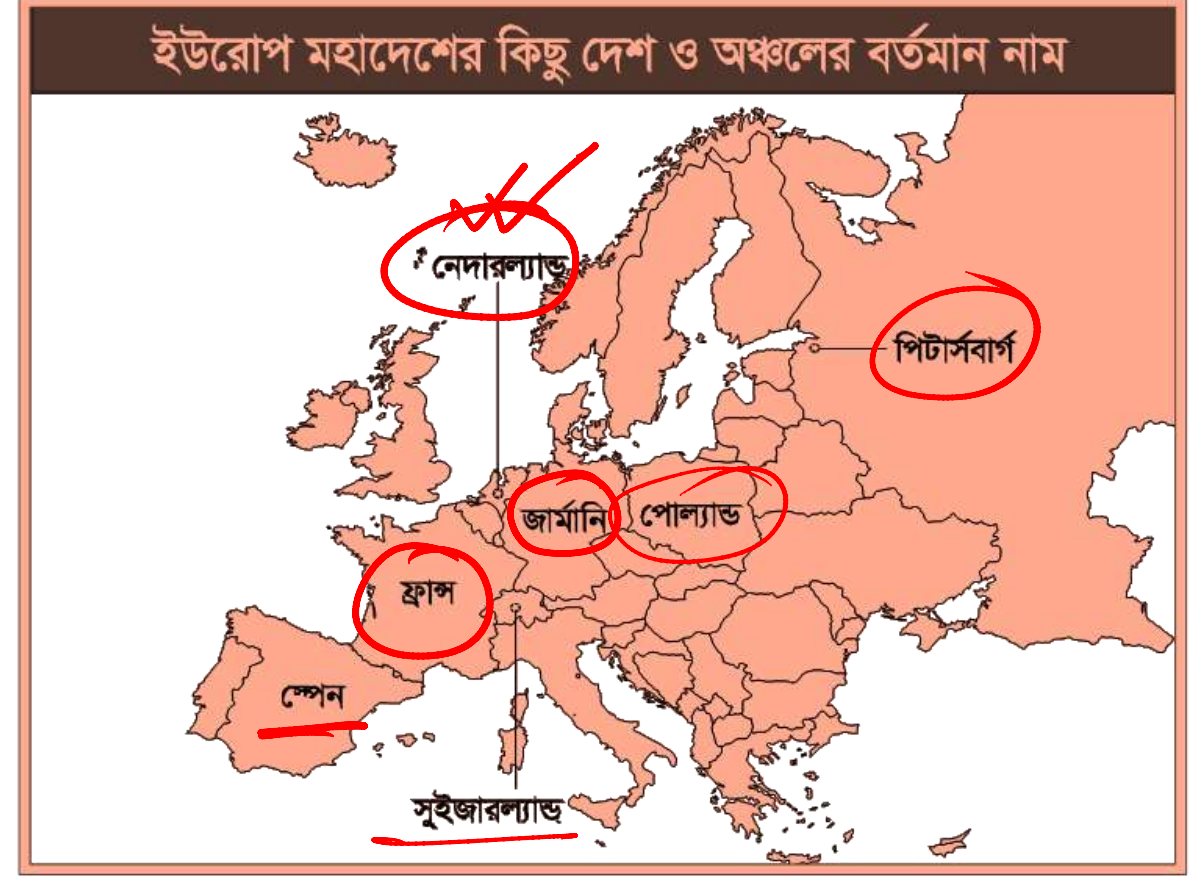 ইউরোপ মহাদেশের কিছু দেশ ও অঞ্চলের বর্তমান নাম
নেদারল্যান্ড
পিটার্সবার্গ
জার্মানি
পোল্যান্ড
ফ্রান্স
স্পেন
সুইজারল্যান্ড